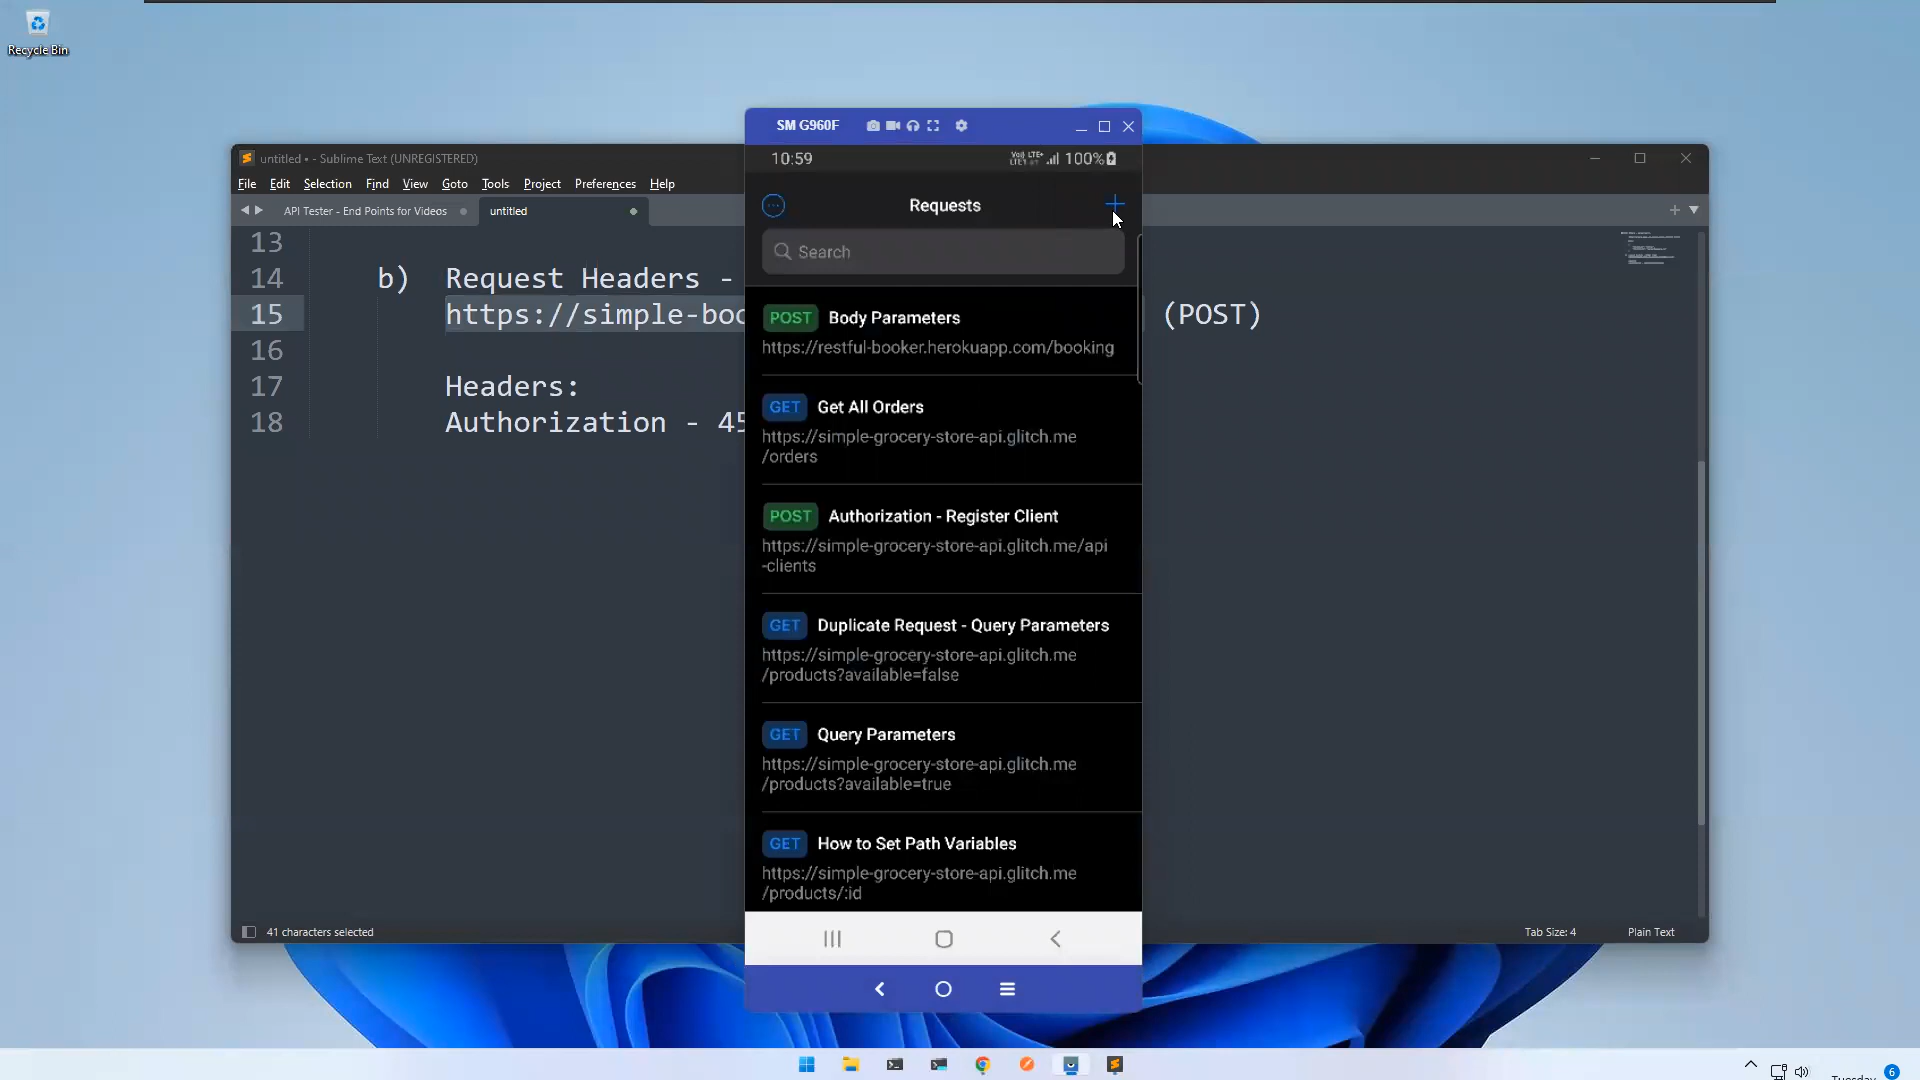 Recycle Bin
untitled • - Sublime Text (UNREGISTERED)
File Edit Selection Find View Goto Tools Project Preferences Help
API Tester - End Points for Videos
untitled
13
14 b) Request Headers -
15 https://simple-boo
(POST)
16
17 Headers:
18 Authorization - 45
41 characters selected
Tab Size: 4
Plain Text
SM G960F
10:59
100%
Requests
Search
POST Body Parameters
https://restful-booker.herokuapp.com/booking
GET Get All Orders
https://simple-grocery-store-api.glitch.me
/orders
POST Authorization - Register Client
https://simple-grocery-store-api.glitch.me/api
-clients
GET Duplicate Request - Query Parameters
https://simple-grocery-store-api.glitch.me
/products?available=false
GET Query Parameters
https://simple-grocery-store-api.glitch.me
/products?available=true
GET How to Set Path Variables
https://simple-grocery-store-api.glitch.me
/products/:id
Tuesday
6